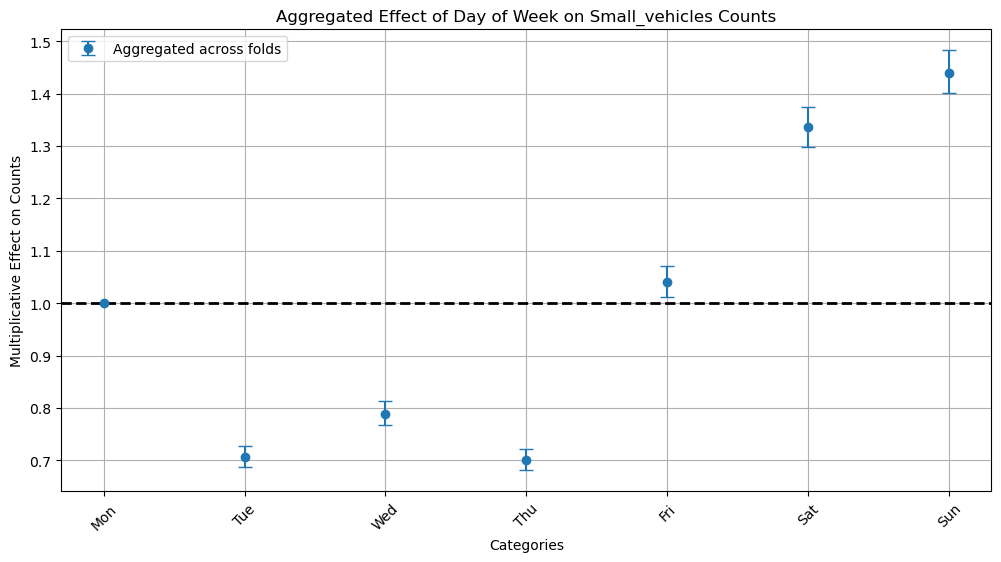 Aggregated Effect of Day of Week on Small_vehicles Counts
Aggregated across folds
Multiplicative Effect on Counts
1.5
1.4
1.3
1.2
1.1
1.0
0.9
0.8
0.7
Mon
Tue
Wed
Thu
Fri
Sat
Sun
Categories